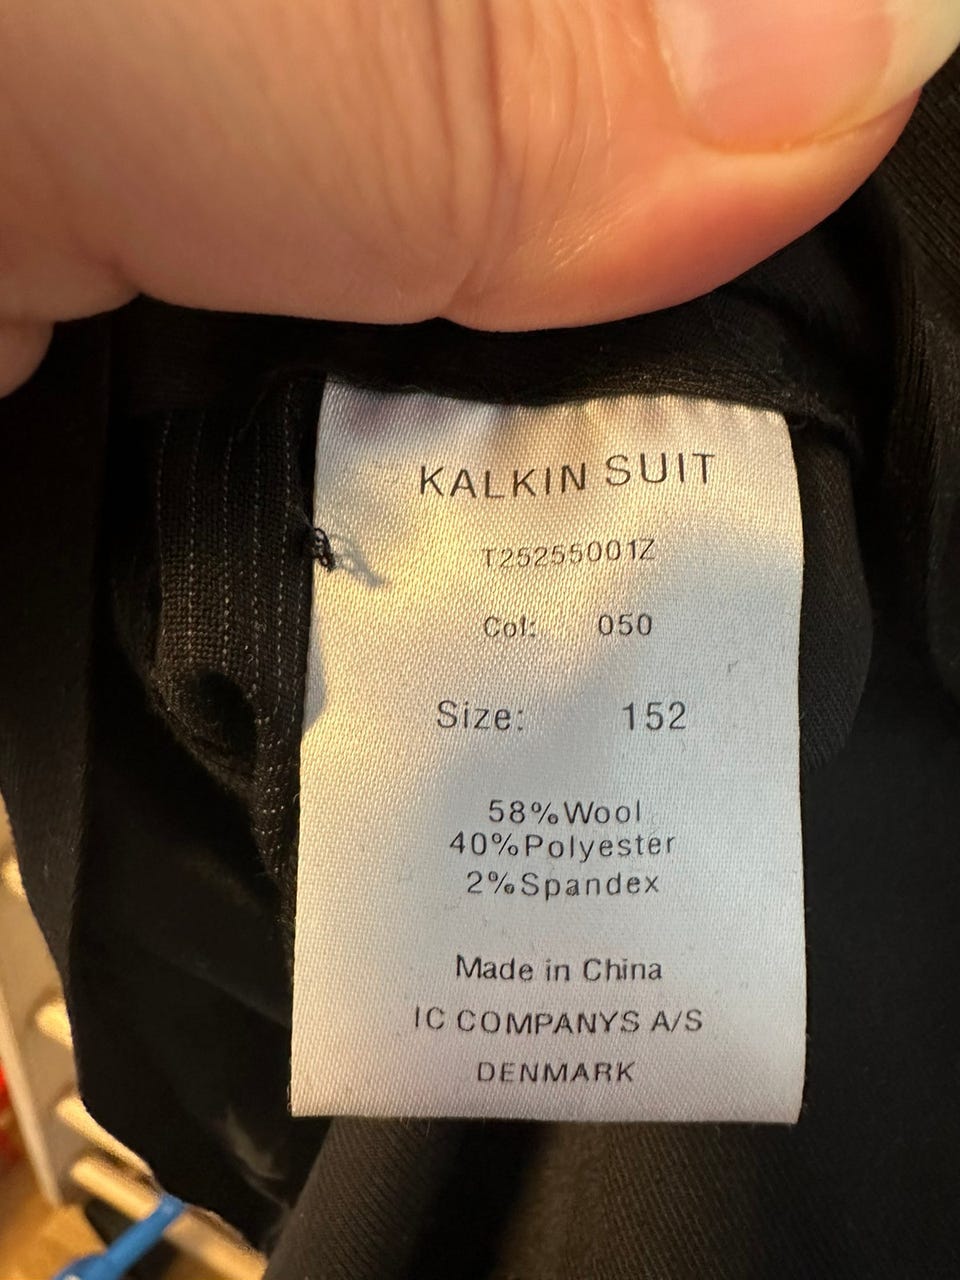 KALKIN SUIT
T25255001Z
Col: 050
Size: 152
58%Wool
40%Polyester
2%Spandex
Made in China
IC COMPANYS A/S
DENMARK